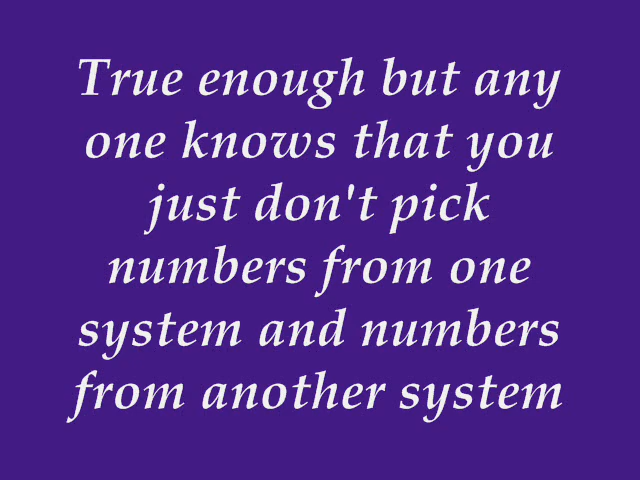 True enough but any
one knows that you
just don't pick
numbers from one
system and numbers
from another system